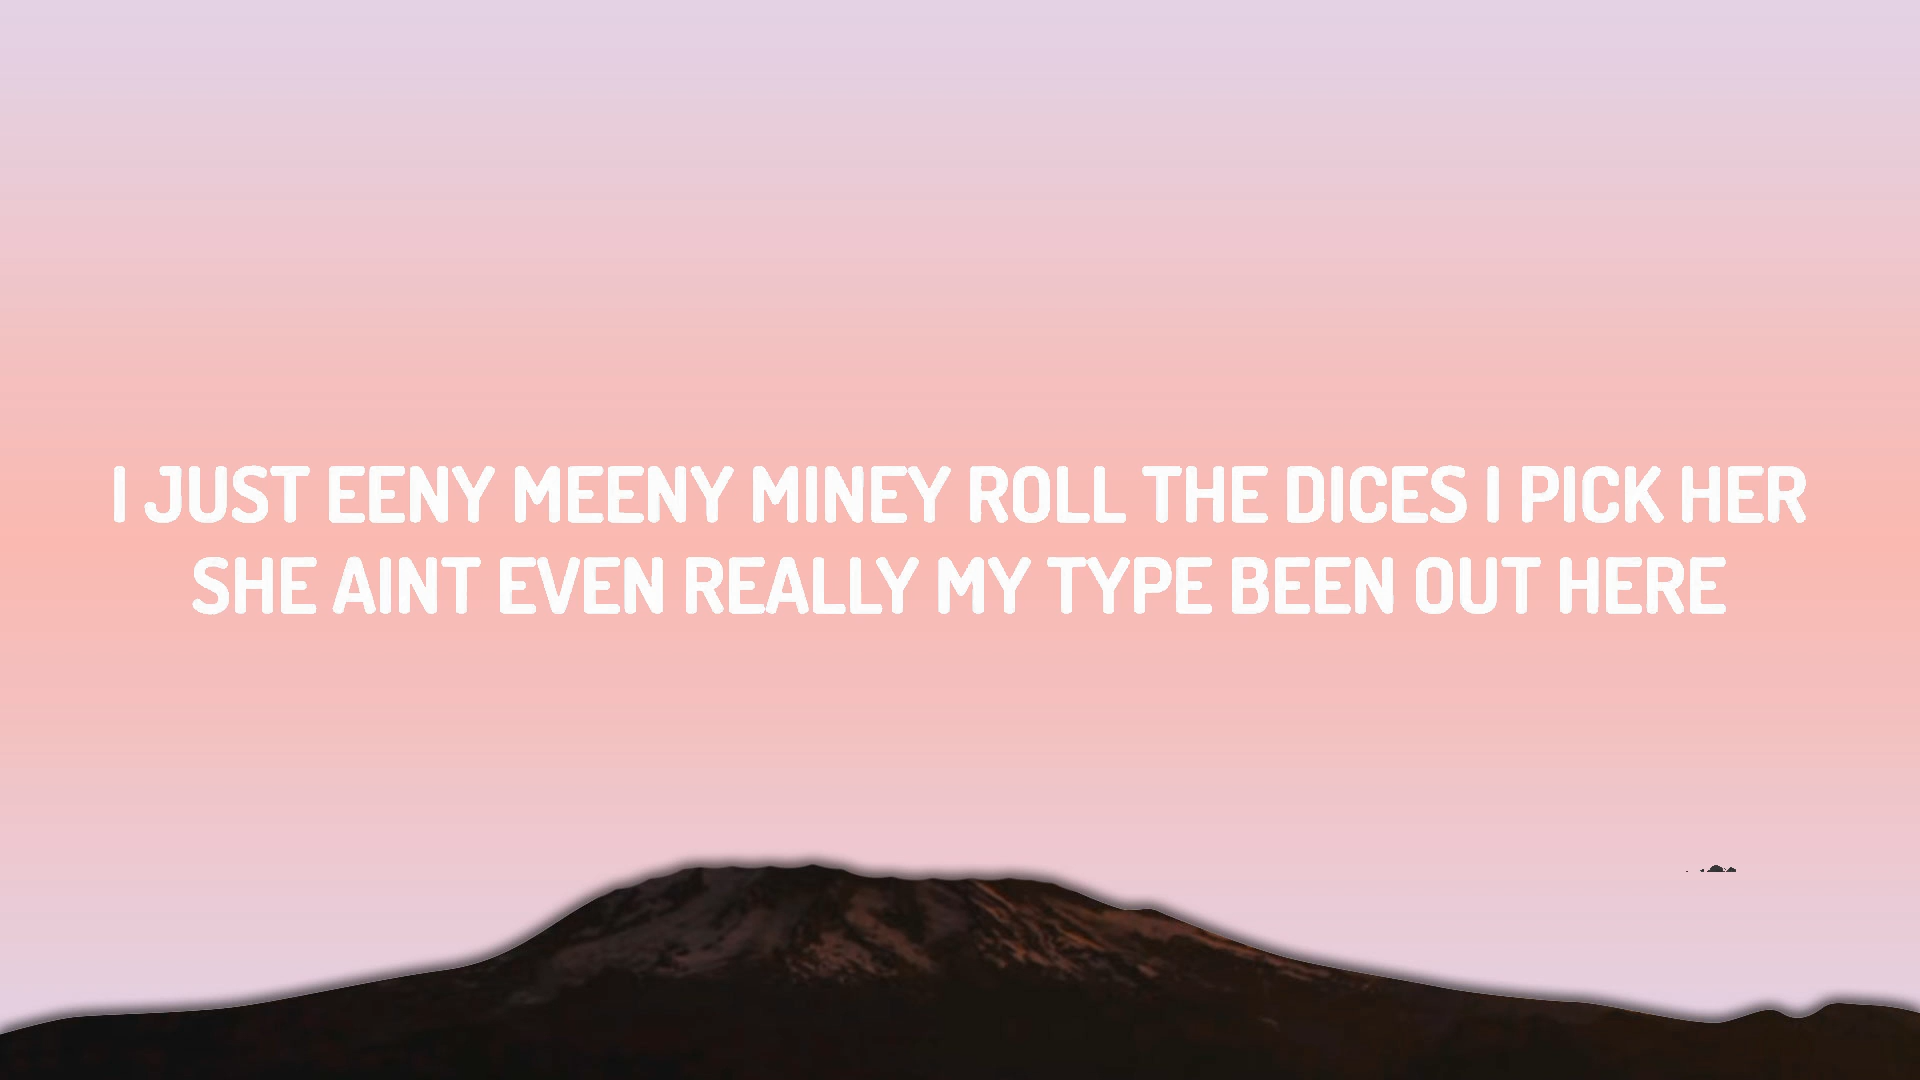 I JUST EENY MEENY MINEY ROLL THE DICES I PICK HER
SHE AINT EVEN REALLY MY TYPE BEEN OUT HERE